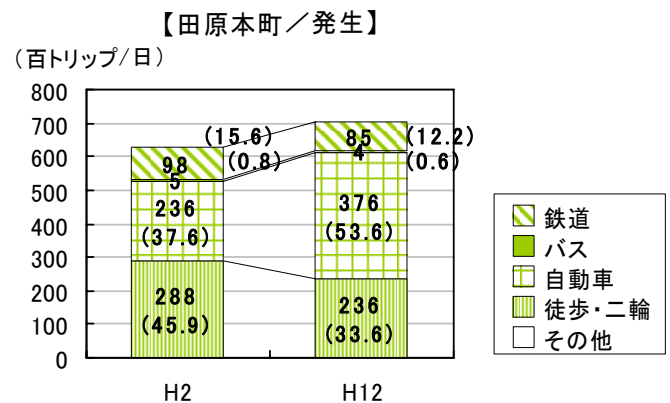 【田原本町／発生】
(百トリップ/日)
800
700
600
500
400
300
200
100
0
98
(15.6)
5
(0.8)
236
(37.6)
288
(45.9)
85
(12.2)
4
(0.6)
376
(53.6)
236
(33.6)
H2
H12
鉄道
バス
自動車
徒歩・二輪
その他